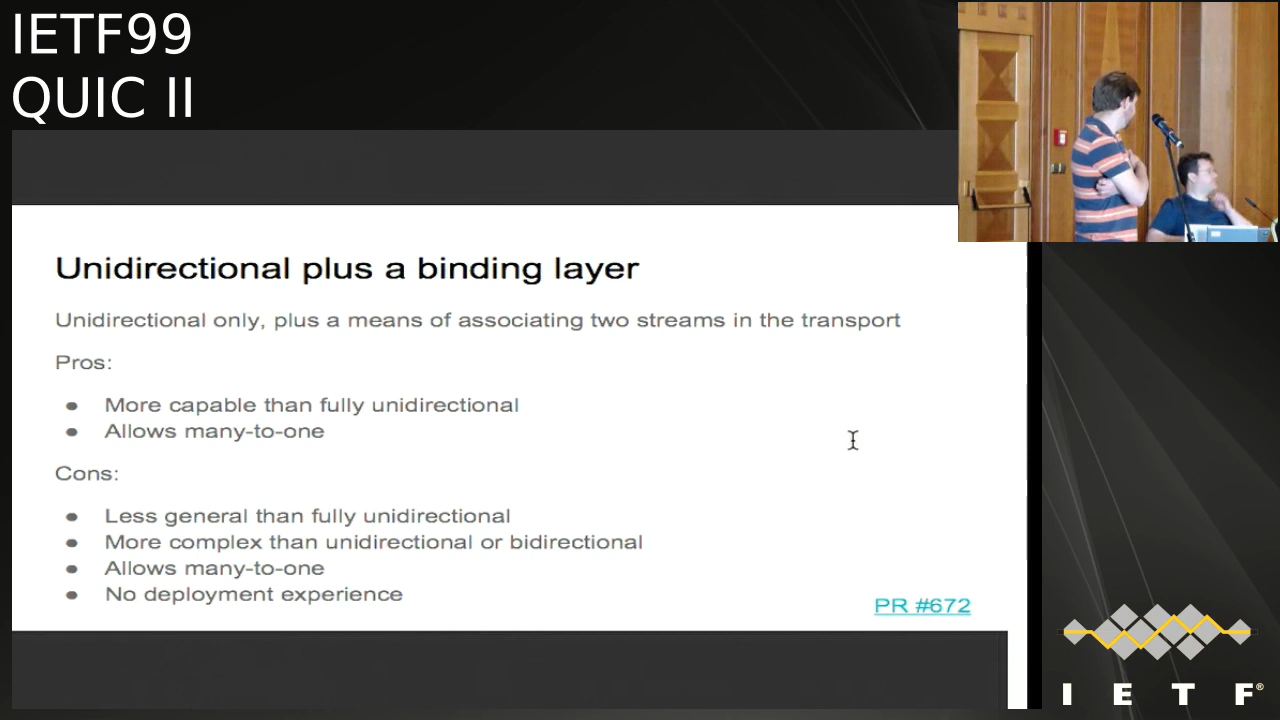 IETF99
QUIC II
Unidirectional plus a binding layer
Unidirectional only, plus a means of associating two streams in the transport
Pros:
● More capable than fully unidirectional
● Allows many-to-one
Cons:
● Less general than fully unidirectional
● More complex than unidirectional or bidirectional
● Allows many-to-one
● No deployment experience
PR #672
I E T F®